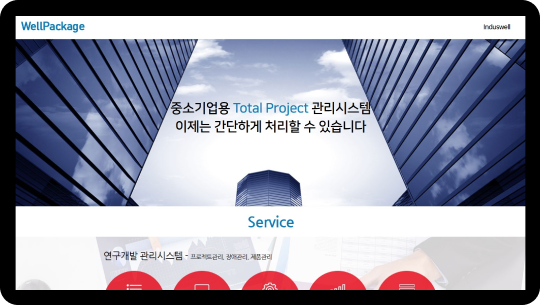 WellPackage
Induswell
중소기업용 Total Project 관리시스템
이제는 간단하게 처리할 수 있습니다
Service
연구개발 관리시스템 - 프로젝트관리, 장애관리, 제품관리